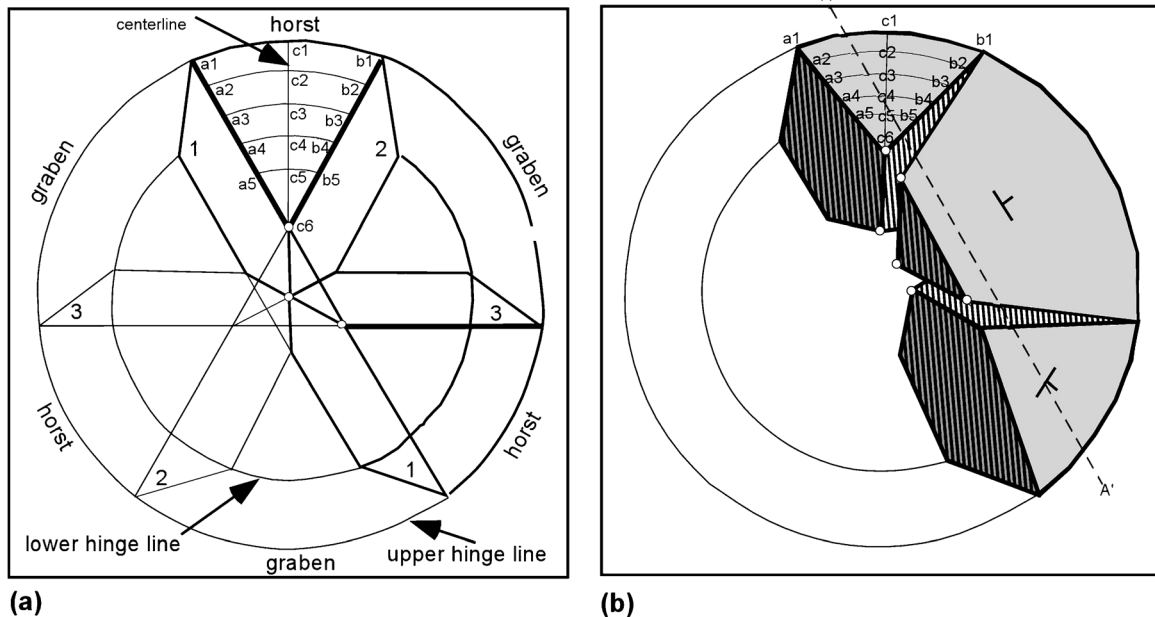 centerline
horst
c1
a1
b1
c2
a2
b2
c3
a3
b3
c4
a4
b4
c5
a5
b5
c6
1
2
graben
graben
3
3
horst
horst
2
1
lower hinge line
upper hinge line
graben
(a)
c1
a1
b1
c2
a2
b2
c3
a3
b3
c4
a4
b4
a5
c5
b5
c6
A'
(b)